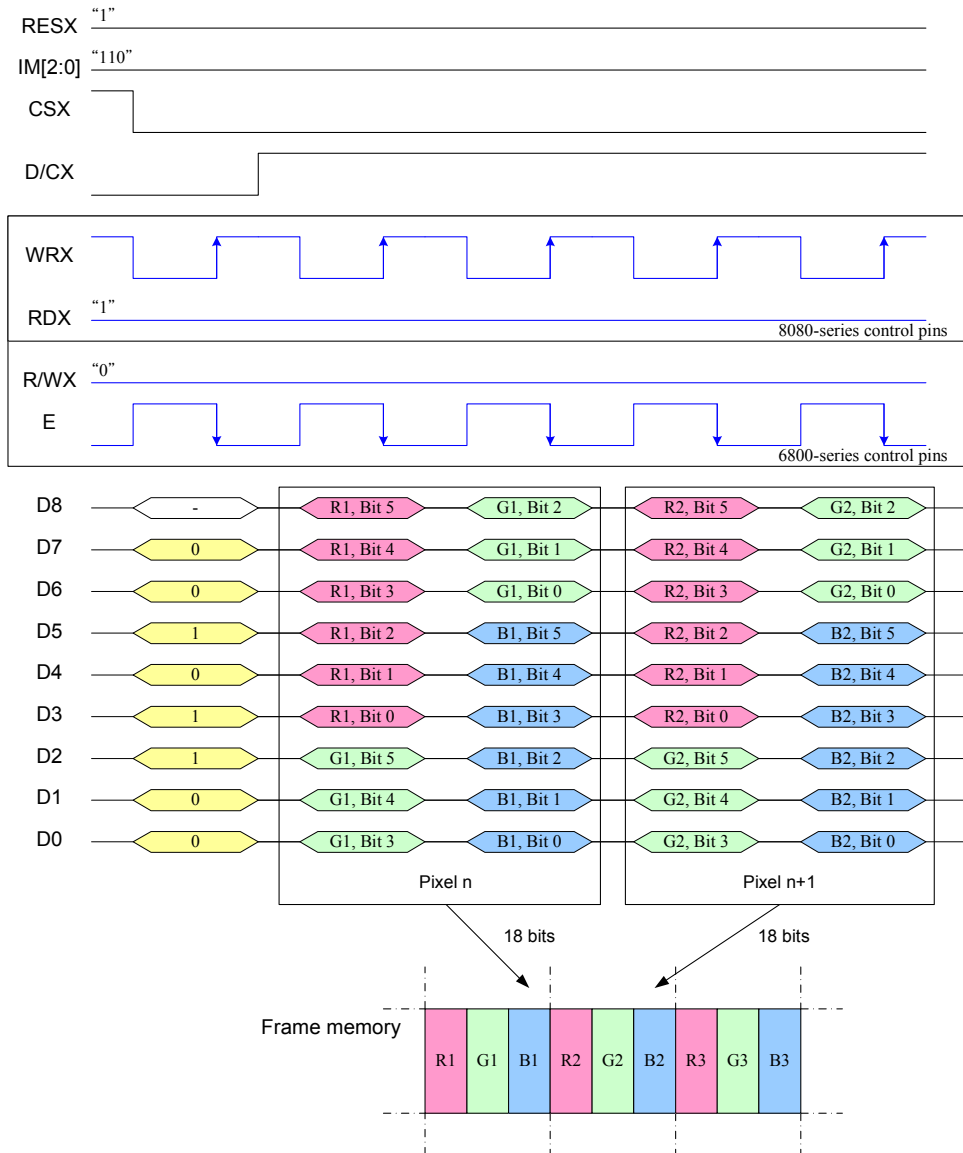 RESX “1”
IM[2:0] “110”
CSX
D/CX
WRX
RDX “1”
8080-series control pins
R/WX “0”
E
6800-series control pins
D8 - R1, Bit 5 G1, Bit 2 R2, Bit 5 G2, Bit 2
D7 0 R1, Bit 4 G1, Bit 1 R2, Bit 4 G2, Bit 1
D6 0 R1, Bit 3 G1, Bit 0 R2, Bit 3 G2, Bit 0
D5 1 R1, Bit 2 B1, Bit 5 R2, Bit 2 B2, Bit 5
D4 0 R1, Bit 1 B1, Bit 4 R2, Bit 1 B2, Bit 4
D3 1 R1, Bit 0 B1, Bit 3 R2, Bit 0 B2, Bit 3
D2 1 G1, Bit 5 B1, Bit 2 G2, Bit 5 B2, Bit 2
D1 0 G1, Bit 4 B1, Bit 1 G2, Bit 4 B2, Bit 1
D0 0 G1, Bit 3 B1, Bit 0 G2, Bit 3 B2, Bit 0
Pixel n Pixel n+1
18 bits 18 bits
Frame memory
R1 G1 B1 R2 G2 B2 R3 G3 B3